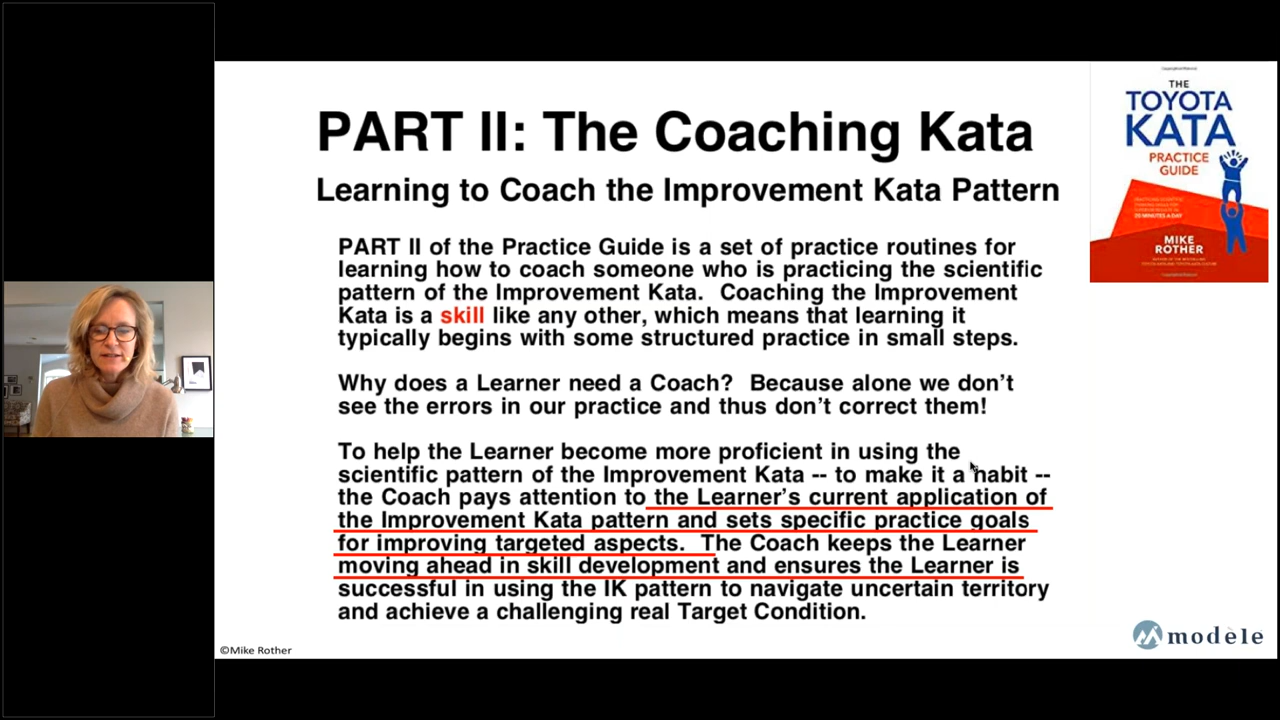 PART II: The Coaching Kata
Learning to Coach the Improvement Kata Pattern
PART II of the Practice Guide is a set of practice routines for
learning how to coach someone who is practicing the scientific
pattern of the Improvement Kata. Coaching the Improvement
Kata is a skill like any other, which means that learning it
typically begins with some structured practice in small steps.
Why does a Learner need a Coach? Because alone we don't
see the errors in our practice and thus don't correct them!
To help the Learner become more proficient in using the
scientific pattern of the Improvement Kata -- to make it a habit --
the Coach pays attention to the Learner's current application of
the Improvement Kata pattern and sets specific practice goals
for improving targeted aspects. The Coach keeps the Learner
moving ahead in skill development and ensures the Learner is
successful in using the IK pattern to navigate uncertain territory
and achieve a challenging real Target Condition.
THE
TOYOTA
KATA
PRACTICE
GUIDE
20 MINUTES A DAY
MIKE
ROTHER
©Mike Rother
modèle